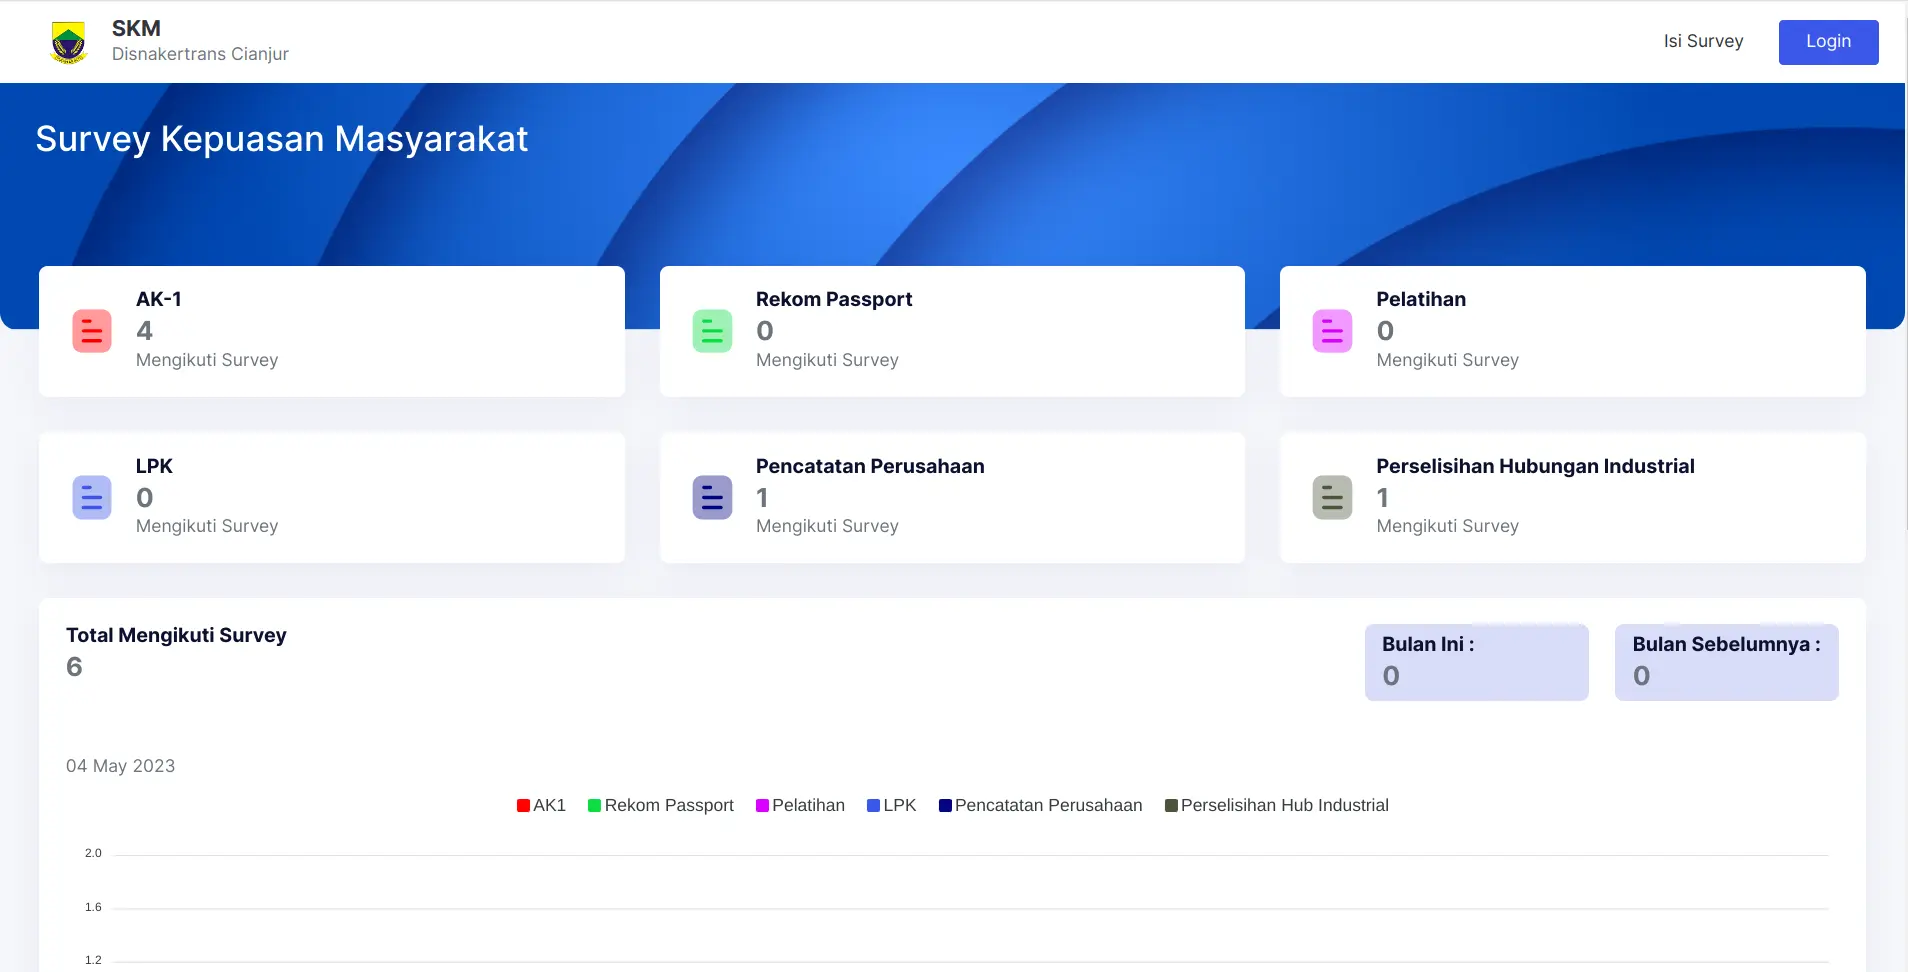 SKM
Disnakertrans Cianjur
Isi Survey
Login
Survey Kepuasan Masyarakat
AK-1
4
Mengikuti Survey
Rekom Passport
0
Mengikuti Survey
Pelatihan
0
Mengikuti Survey
LPK
0
Mengikuti Survey
Pencatatan Perusahaan
1
Mengikuti Survey
Perselisihan Hubungan Industrial
1
Mengikuti Survey
Total Mengikuti Survey
6
Bulan Ini :
0
Bulan Sebelumnya :
0
04 May 2023
AK1 Rekom Passport Pelatihan LPK Pencatatan Perusahaan Perselisihan Hub Industrial
2.0
1.6
1.2